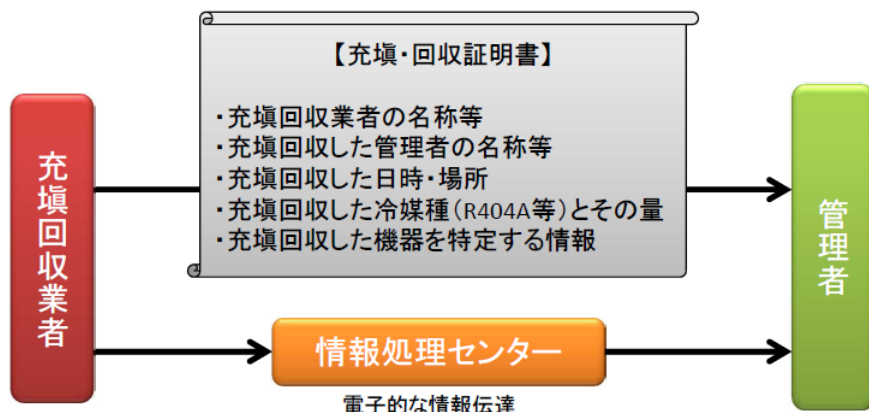 【充塡・回収証明書】
・充塡回収業者の名称等
・充塡回収した管理者の名称等
・充塡回収した日時・場所
・充塡回収した冷媒種（R404A等）とその量
・充塡回収した機器を特定する情報
充塡回収業者
管理者
情報処理センター
電子的な情報伝達